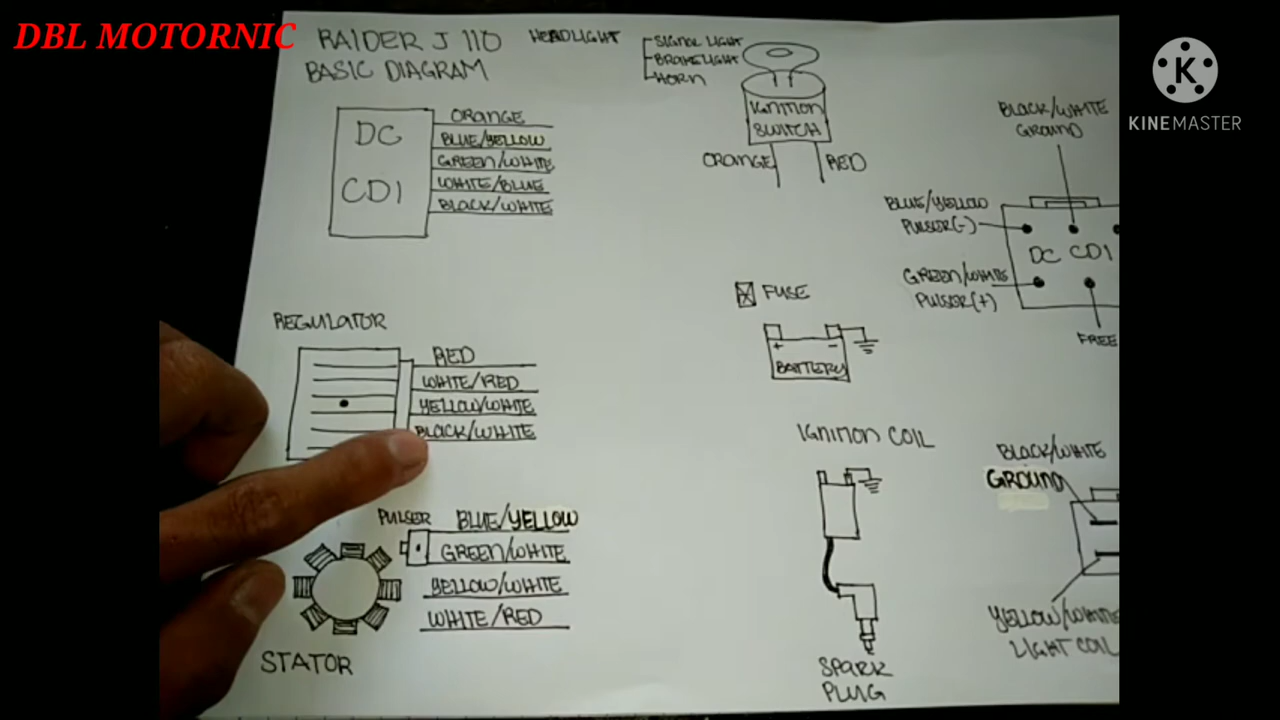 DBL MOTORNIC
RAIDER J 110
BASIC DIAGRAM
HEADLIGHT
SIGNAL LIGHT
BRAKELIGHT
HORN
IGNITION
SWITCH
ORANGE
RED
DC
CDI
ORANGE
BLUE/YELLOW
GREEN/WHITE
WHITE/BLUE
BLACK/WHITE
K
KINEMASTER
BLACK/WHITE
GROUND
BLUE/YELLOW
PULSER(-)
DC CDI
GREEN/WHITE
PULSER(+)
FREE
REGULATOR
RED
WHITE/RED
YELLOW/WHITE
BLACK/WHITE
FUSE
+ -
BATTERY
IGNITION COIL
SPARK
PLUG
BLACK/WHITE
GROUND
YELLOW/WHITE
LIGHT COIL
PULSER
BLUE/YELLOW
GREEN/WHITE
YELLOW/WHITE
WHITE/RED
STATOR